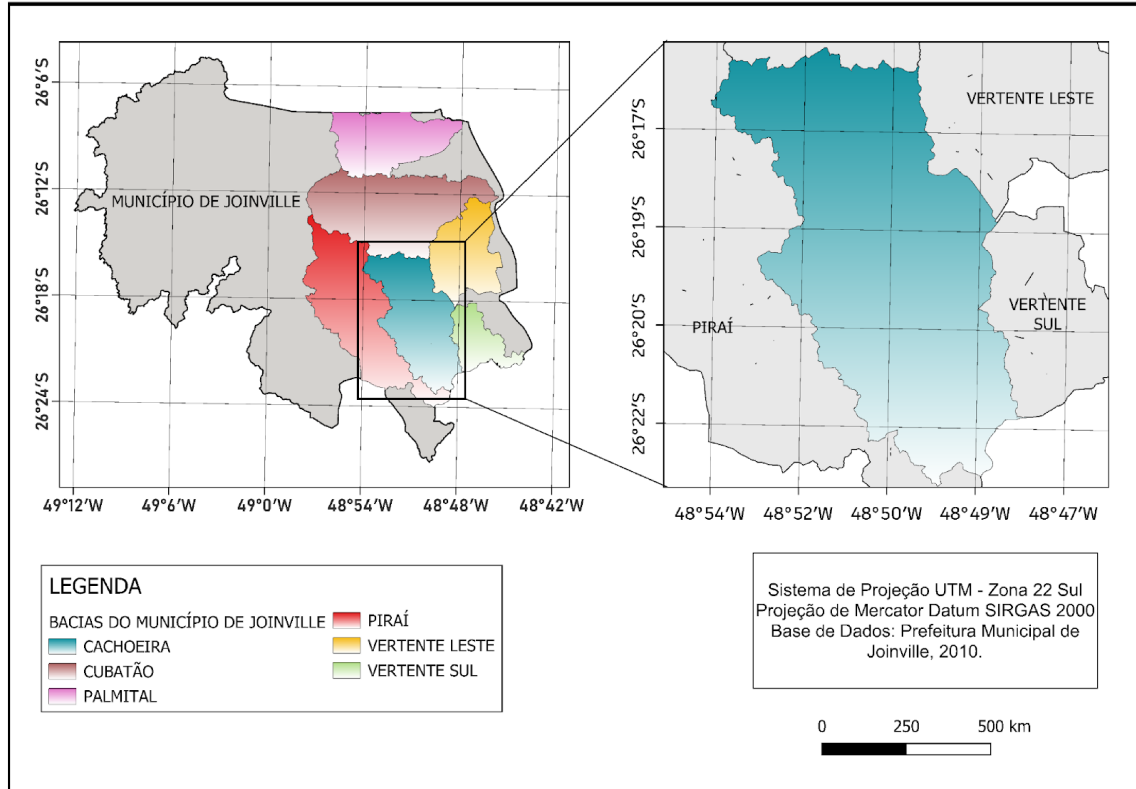 26°6'S
26°12'S
26°18'S
26°24'S
MUNICÍPIO DE JOINVILLE
49°12'W
49°6'W
49°0'W
48°54'W
48°48'W
48°42'W
VERTENTE LESTE
PIRAÍ
VERTENTE
SUL
26°17'S
26°19'S
26°20'S
26°22'S
48°54'W
48°52'W
48°50'W
48°49'W
48°47'W
LEGENDA
BACIAS DO MUNICÍPIO DE JOINVILLE
CACHOEIRA
CUBATÃO
PALMITAL
PIRAÍ
VERTENTE LESTE
VERTENTE SUL
Sistema de Projeção UTM - Zona 22 Sul
Projeção de Mercator Datum SIRGAS 2000
Base de Dados: Prefeitura Municipal de
Joinville, 2010.
0 250 500 km